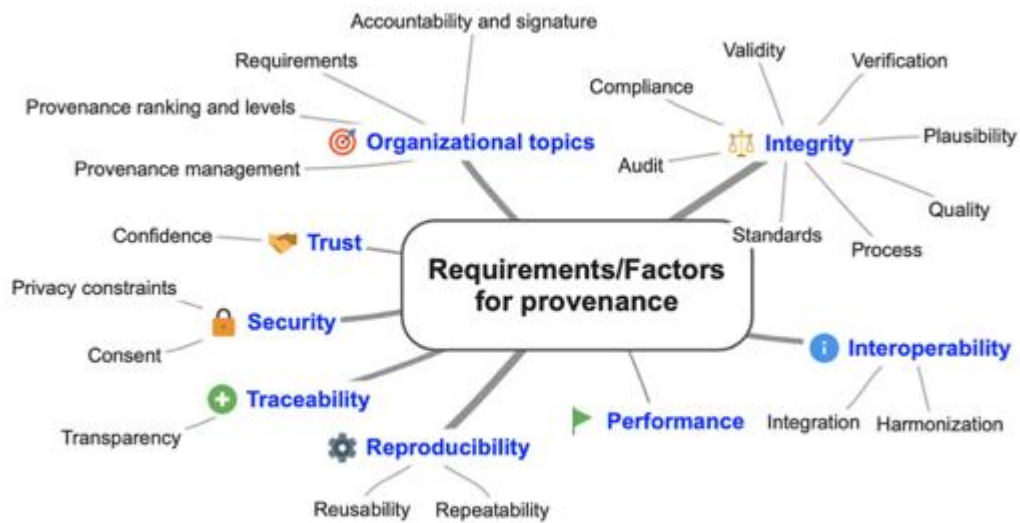 Accountability and signature
Requirements
Provenance ranking and levels
Organizational topics
Provenance management
Validity
Verification
Compliance
Plausibility
Integrity
Audit
Quality
Standards
Process
Confidence
Trust
Requirements/Factors
for provenance
Privacy constraints
Security
Consent
Interoperability
Integration
Harmonization
Traceability
Transparency
Performance
Reproducibility
Reusability
Repeatability